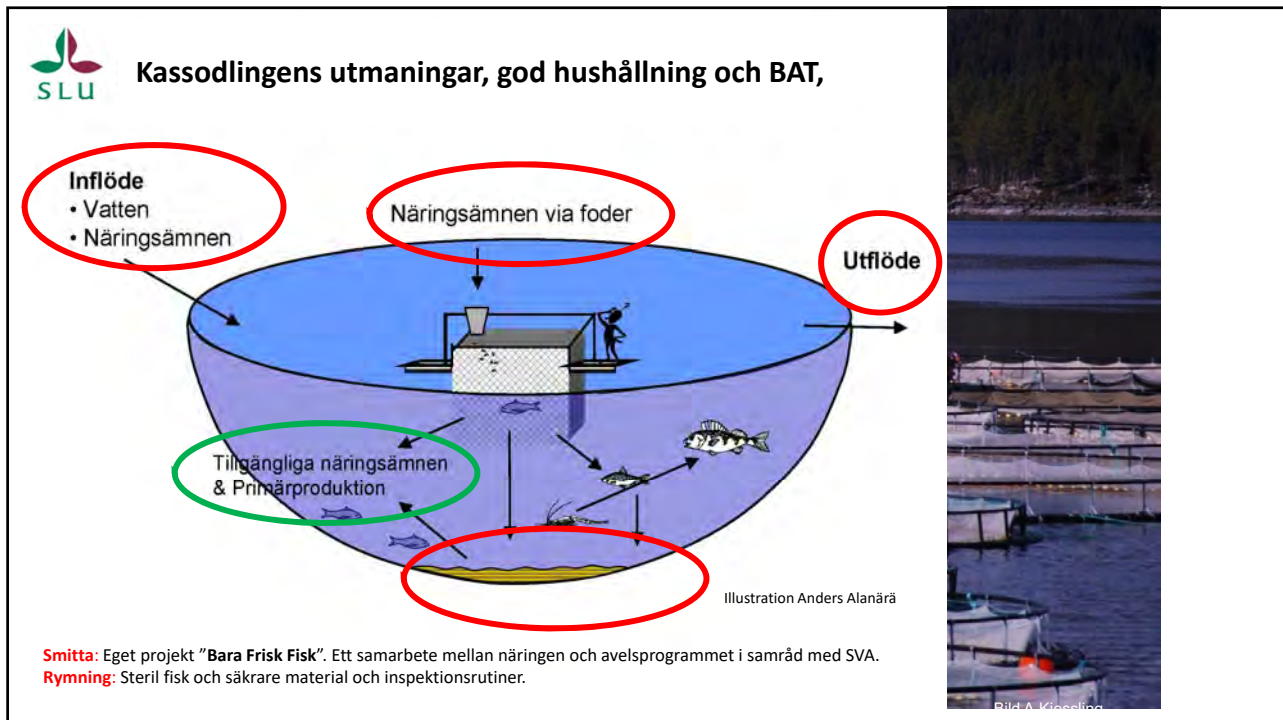 SLU
Kassodlingens utmaningar, god hushållning och BAT,
Inflöde
• Vatten
• Näringsämnen
Näringsämnen via foder
Utflöde
Tillgängliga näringsämnen
& Primärproduktion
Illustration Anders Alanärä
Smitta: Eget projekt ”Bara Frisk Fisk”. Ett samarbete mellan näringen och avelsprogrammet i samråd med SVA.
Rymning: Steril fisk och säkrare material och inspektionsrutiner.
Bild A Kiessling